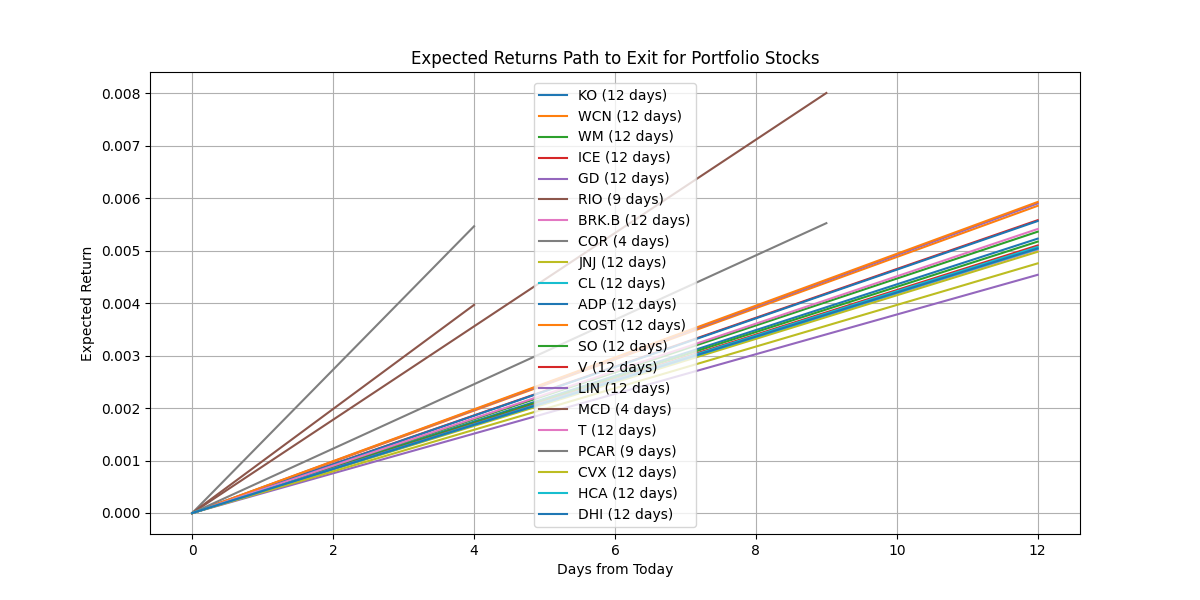 Expected Returns Path to Exit for Portfolio Stocks
Expected Return
0.008
0.007
0.006
0.005
0.004
0.003
0.002
0.001
0.000
KO (12 days)
WCN (12 days)
WM (12 days)
ICE (12 days)
GD (12 days)
RIO (9 days)
BRK.B (12 days)
COR (4 days)
JNJ (12 days)
CL (12 days)
ADP (12 days)
COST (12 days)
SO (12 days)
V (12 days)
LIN (12 days)
MCD (4 days)
T (12 days)
PCAR (9 days)
CVX (12 days)
HCA (12 days)
DHI (12 days)
0 2 4 6 8 10 12
Days from Today